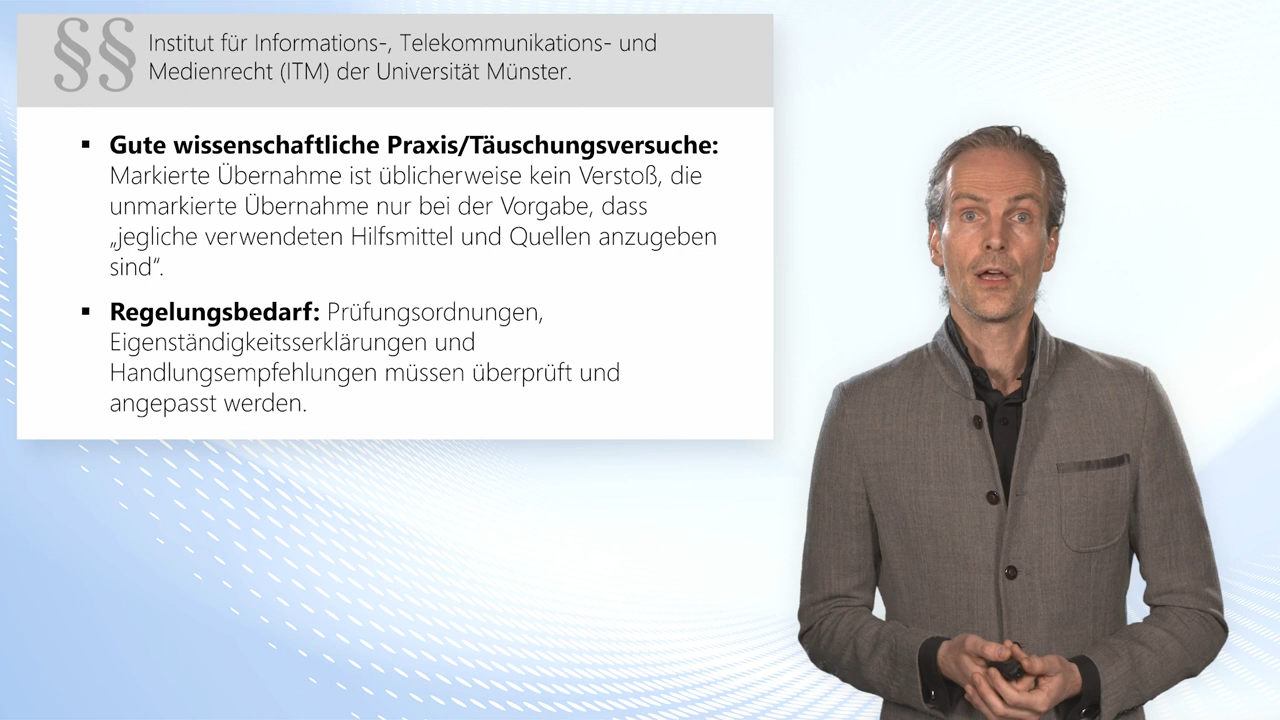 §§ Institut für Informations-, Telekommunikations- und
Medienrecht (ITM) der Universität Münster.
▪ Gute wissenschaftliche Praxis/Täuschungsversuche:
Markierte Übernahme ist üblicherweise kein Verstoß, die
unmarkierte Übernahme nur bei der Vorgabe, dass
„jegliche verwendeten Hilfsmittel und Quellen anzugeben
sind“.
▪ Regelungsbedarf: Prüfungsordnungen,
Eigenständigkeitsserklärungen und
Handlungsempfehlungen müssen überprüft und
angepasst werden.